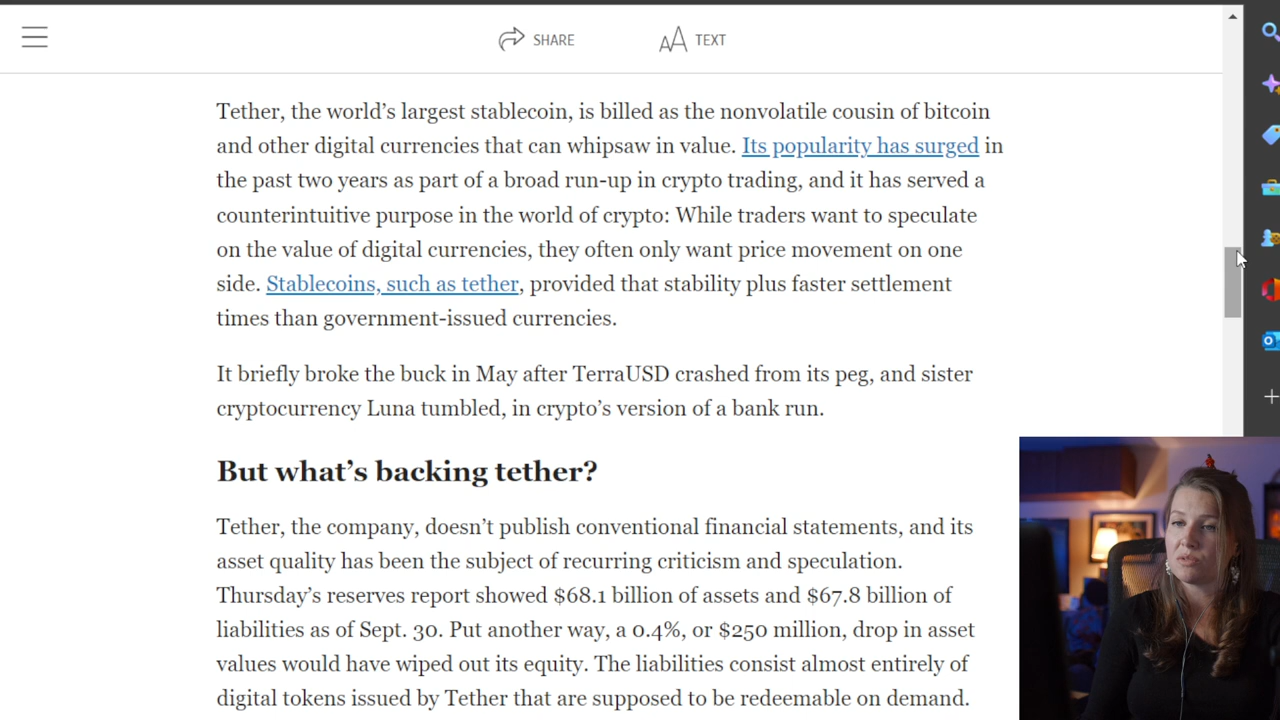 SHARE
TEXT
Tether, the world’s largest stablecoin, is billed as the nonvolatile cousin of bitcoin
and other digital currencies that can whipsaw in value. Its popularity has surged in
the past two years as part of a broad run-up in crypto trading, and it has served a
counterintuitive purpose in the world of crypto: While traders want to speculate
on the value of digital currencies, they often only want price movement on one
side. Stablecoins, such as tether, provided that stability plus faster settlement
times than government-issued currencies.
It briefly broke the buck in May after TerraUSD crashed from its peg, and sister
cryptocurrency Luna tumbled, in crypto’s version of a bank run.
But what’s backing tether?
Tether, the company, doesn’t publish conventional financial statements, and its
asset quality has been the subject of recurring criticism and speculation.
Thursday’s reserves report showed $68.1 billion of assets and $67.8 billion of
liabilities as of Sept. 30. Put another way, a 0.4%, or $250 million, drop in asset
values would have wiped out its equity. The liabilities consist almost entirely of
digital tokens issued by Tether that are supposed to be redeemable on demand.